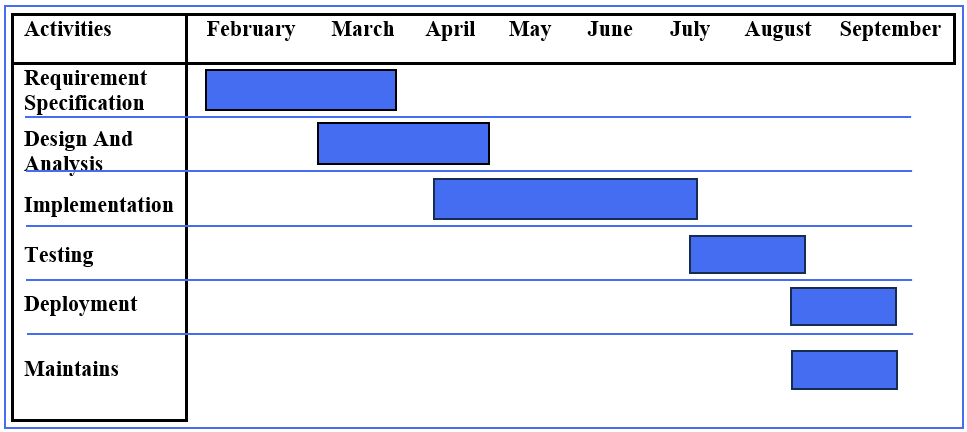 Activities February March April May June July August September
Requirement
Specification
Design And
Analysis
Implementation
Testing
Deployment
Maintains